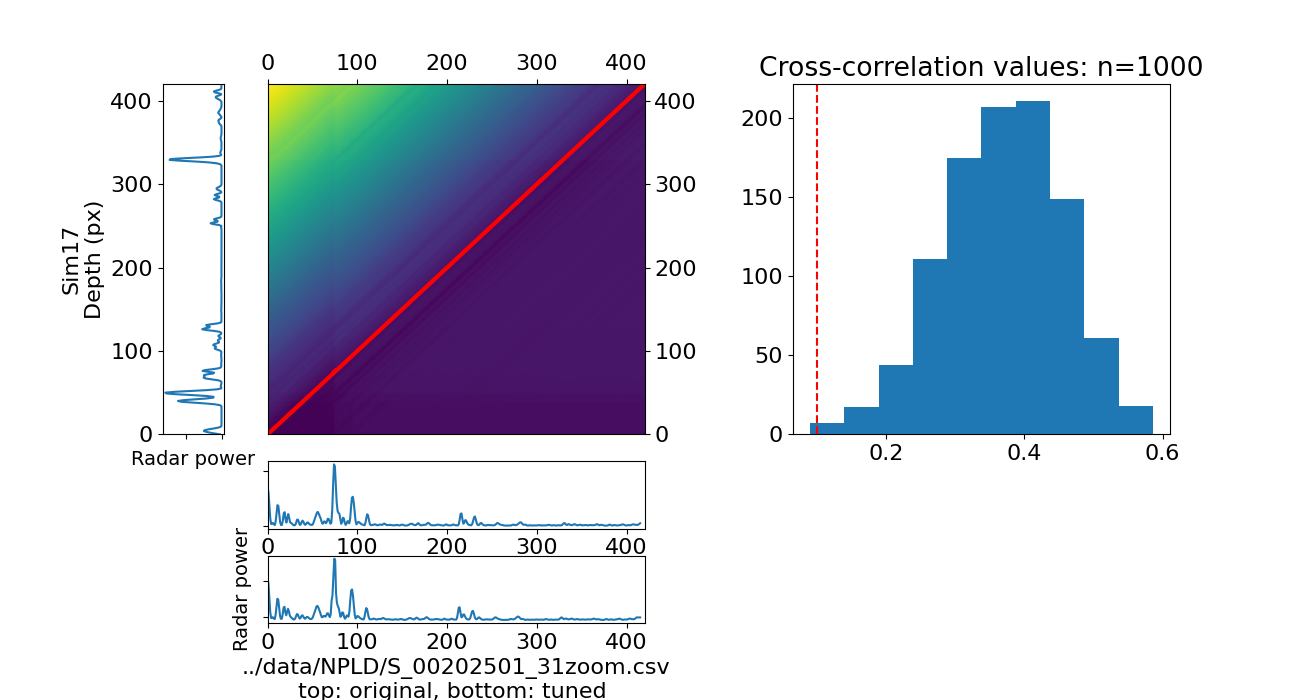 0 100 200 300 400
Cross-correlation values: n=1000
400
300
200
100
0
Sim17
Depth (px)
Radar power
400
300
200
100
0
200
150
100
50
0
0.2 0.4 0.6
0 100 200 300 400
Radar power
0 100 200 300 400
../data/NPLD/S_00202501_31zoom.csv
top: original, bottom: tuned